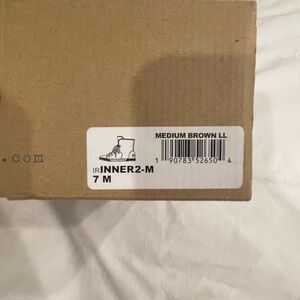 MEDIUM BROWN LL
1 90783 52650 4
.com
IRINNER2-M
7 M